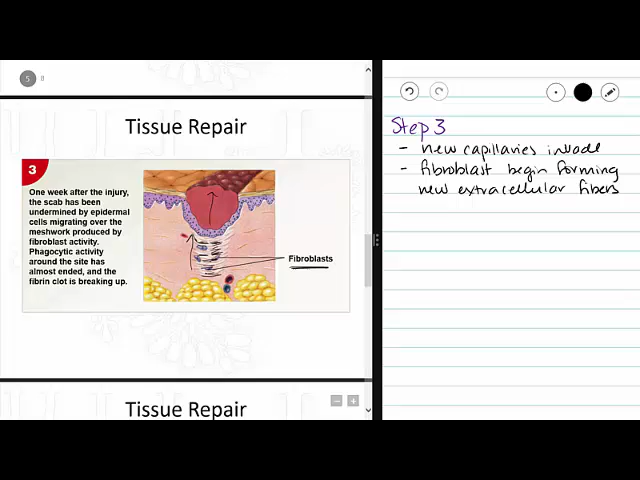 5 8
Tissue Repair
3
One week after the injury,
the scab has been
undermined by epidermal
cells migrating over the
meshwork produced by
fibroblast activity.
Phagocytic activity
around the site has
almost ended, and the
fibrin clot is breaking up.
Fibroblasts
Tissue Repair
Step 3
- new capillaries invade
- fibroblast begin forming
new extracellular fibers